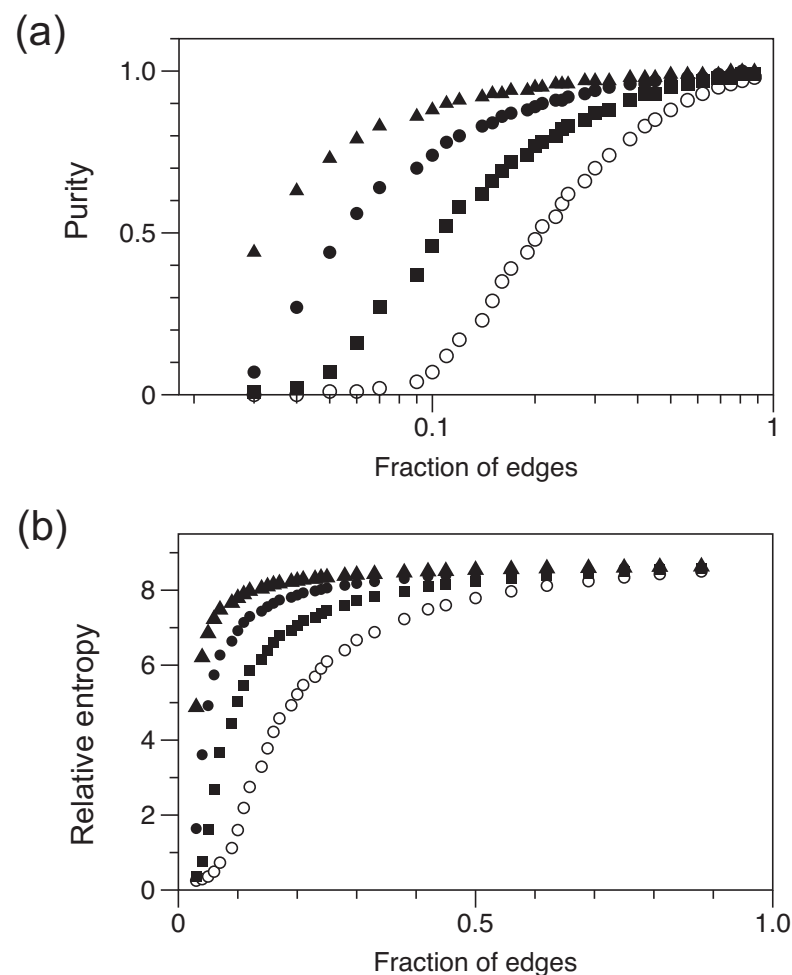 (a)
1.0
0.5
0
Purity
0.1
1
Fraction of edges
(b)
8
6
4
2
0
Relative entropy
0
0.5
1.0
Fraction of edges